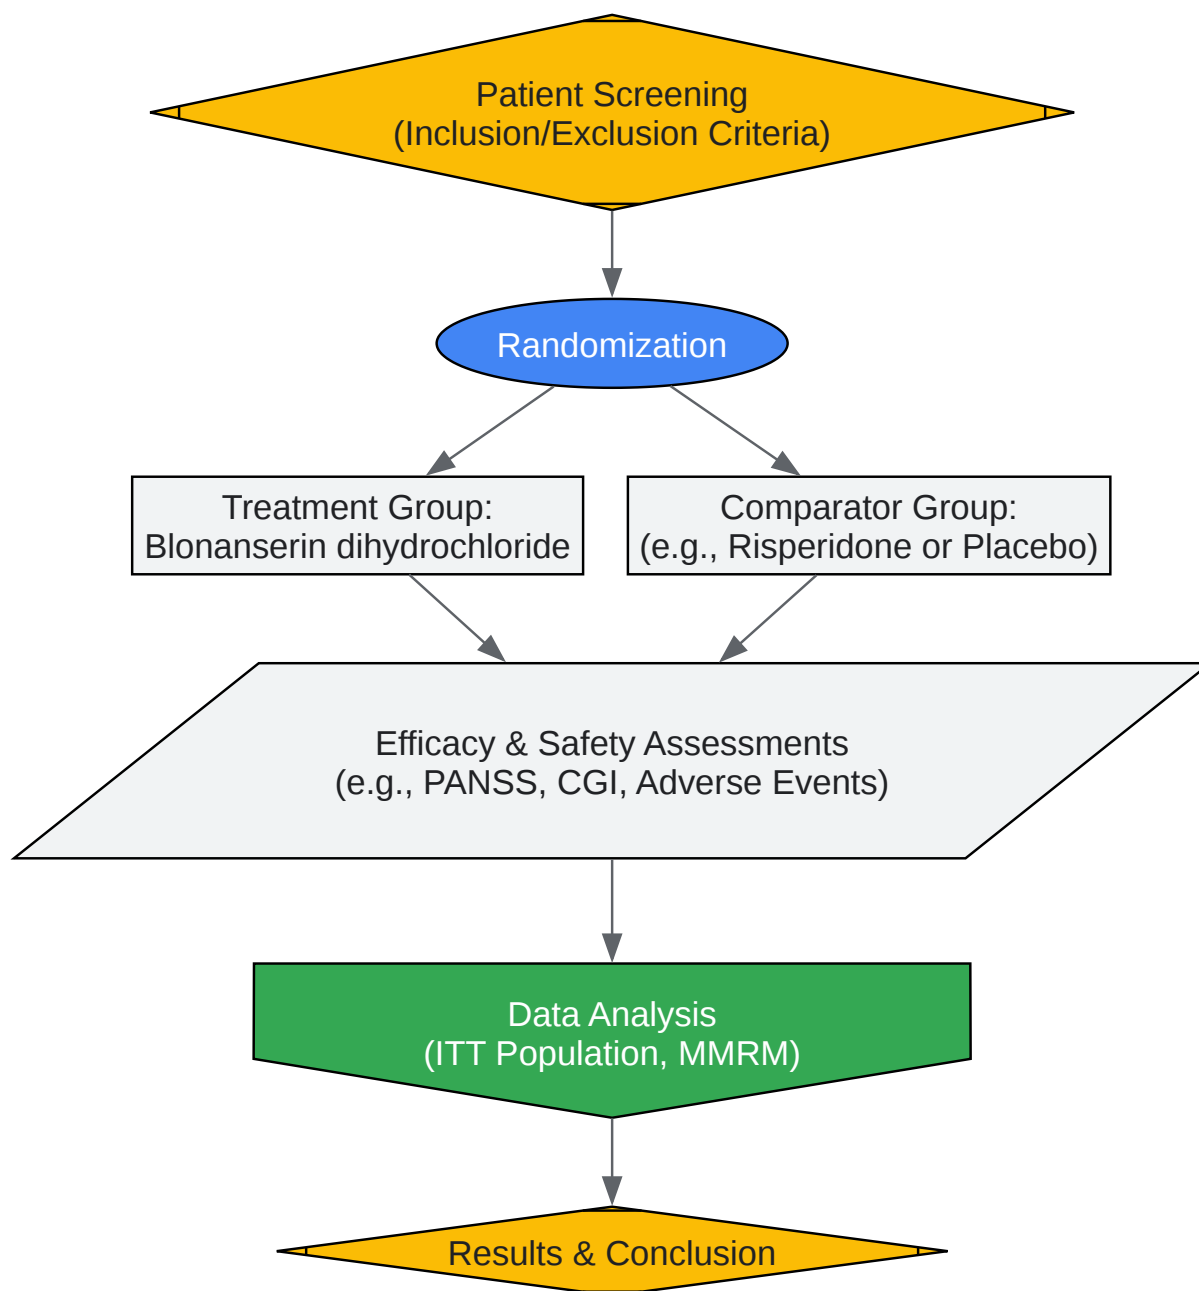 Patient Screening
(Inclusion/Exclusion Criteria)
Randomization
Treatment Group:
Blonanserin dihydrochloride
Comparator Group:
(e.g., Risperidone or Placebo)
Efficacy & Safety Assessments
(e.g., PANSS, CGI, Adverse Events)
Data Analysis
(ITT Population, MMRM)
Results & Conclusion